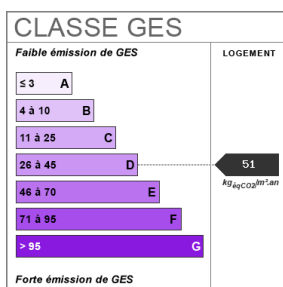 CLASSE GES
Faible émission de GES
LOGEMENT
≤ 3 A
4 à 10 B
11 à 25 C
26 à 45 D
51
kgéqCO2/m².an
46 à 70 E
71 à 95 F
> 95 G
Forte émission de GES